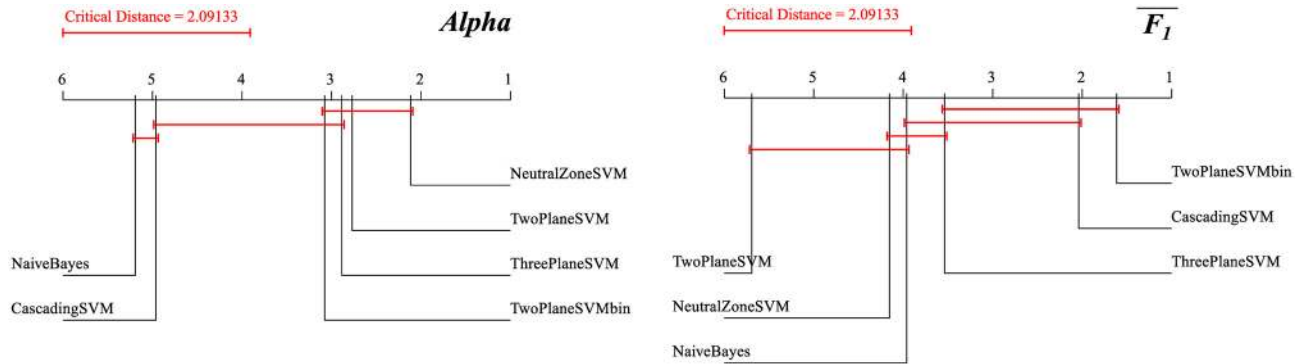 Critical Distance = 2.09133
Alpha
6 5 4 3 2 1
NeutralZoneSVM
TwoPlaneSVM
NaiveBayes
ThreePlaneSVM
CascadingSVM
TwoPlaneSVMbin
Critical Distance = 2.09133
F1
6 5 4 3 2 1
TwoPlaneSVMbin
CascadingSVM
TwoPlaneSVM
ThreePlaneSVM
NeutralZoneSVM
NaiveBayes